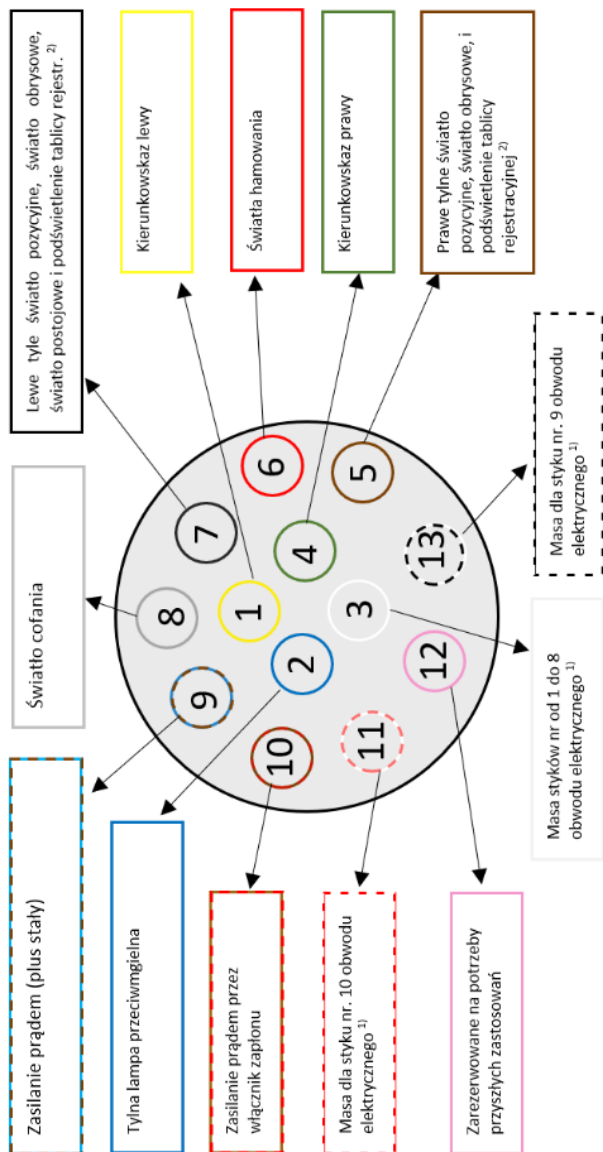 Zasilanie prądem (plus stały)
Światło cofania
Lewe tyle światło pozycyjne, światło obrysowe,
światło postojowe i podświetlenie tablicy rejestr. 2)
Tylna lampa przeciwmgielna
Kierunkowskaz lewy
Zasilanie prądem przez
włącznik zapłonu
Światła hamowania
Masa dla styku nr. 10 obwodu
elektrycznego 1)
Kierunkowskaz prawy
Zarezerwowane na potrzeby
przyszłych zastosowań
Prawe tylne światło
pozycyjne, światło obrysowe, i
podświetlenie tablicy
rejestracyjnej 2)
8
9
7
1
10
2
4
6
11
3
5
12
13
Masa styków nr od 1 do 8
obwodu elektrycznego 1)
Masa dla styku nr. 9 obwodu
elektrycznego 1)